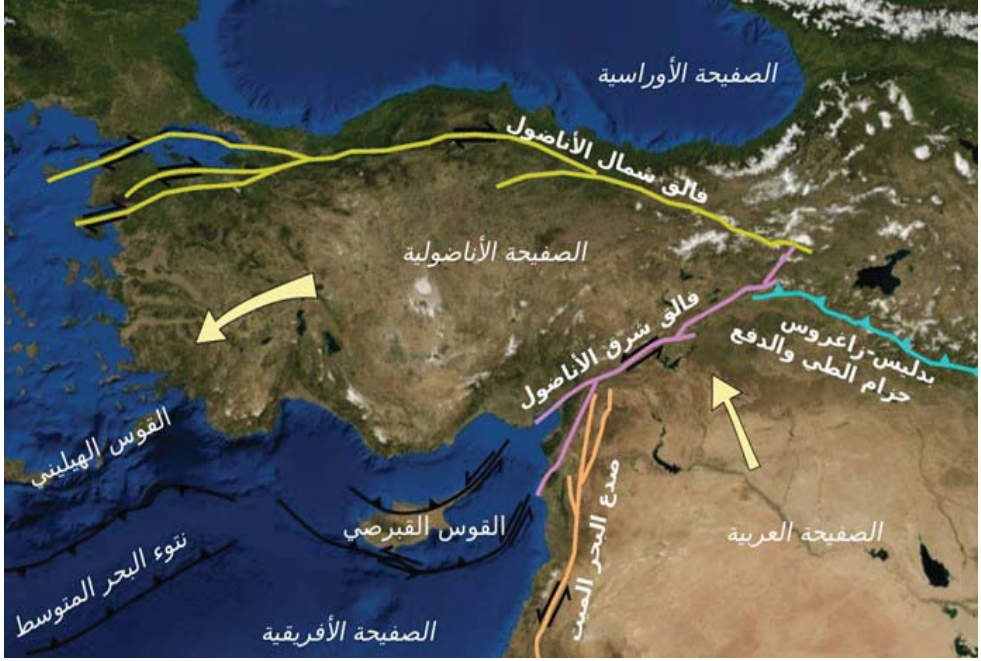 الصفيحة الأوراسية
فالق شمال الأناضول
الصفيحة الأناضولية
فالق شرق الأناضول
بدليس-زاغروس
حزام الطي والدفع
القوس الهيليني
القوس القبرصي
صدع البحر الميت
الصفيحة العربية
نتوء البحر المتوسط
الصفيحة الأفريقية